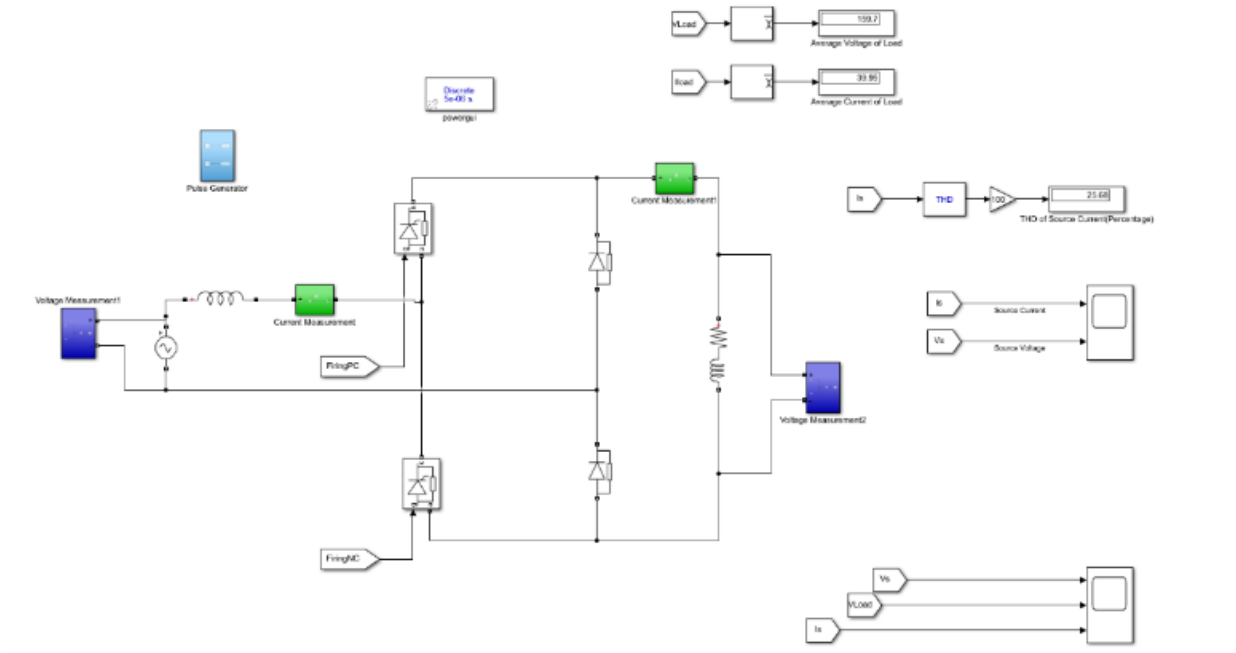 VLoad
159.7
Average Voltage of Load
Iload
39.95
Average Current of Load
Discrete
5e-06 s.
powergui
Pulse Generator
Current Measurement1
Is
THD
100
25.68
THD of Source Current(Percentage)
Voltage Measurement1
Current Measurement
FiringPC
Is
Source Current
Vs
Source Voltage
Voltage Measurement2
FiringNC
Vs
VLoad
Is